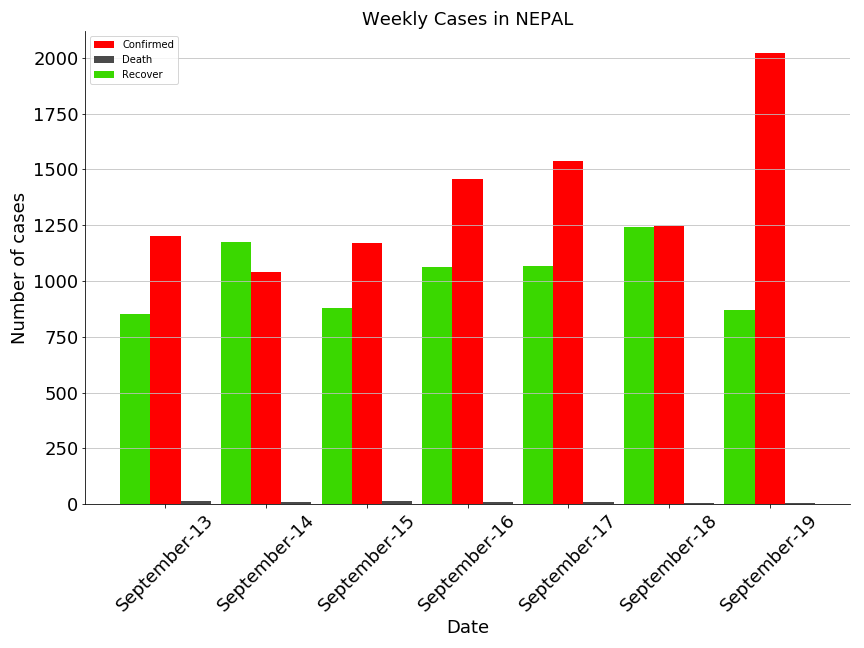 Weekly Cases in NEPAL
Confirmed
Death
Recover
Number of cases
2000
1750
1500
1250
1000
750
500
250
0
September-13
September-14
September-15
September-16
September-17
September-18
September-19
Date